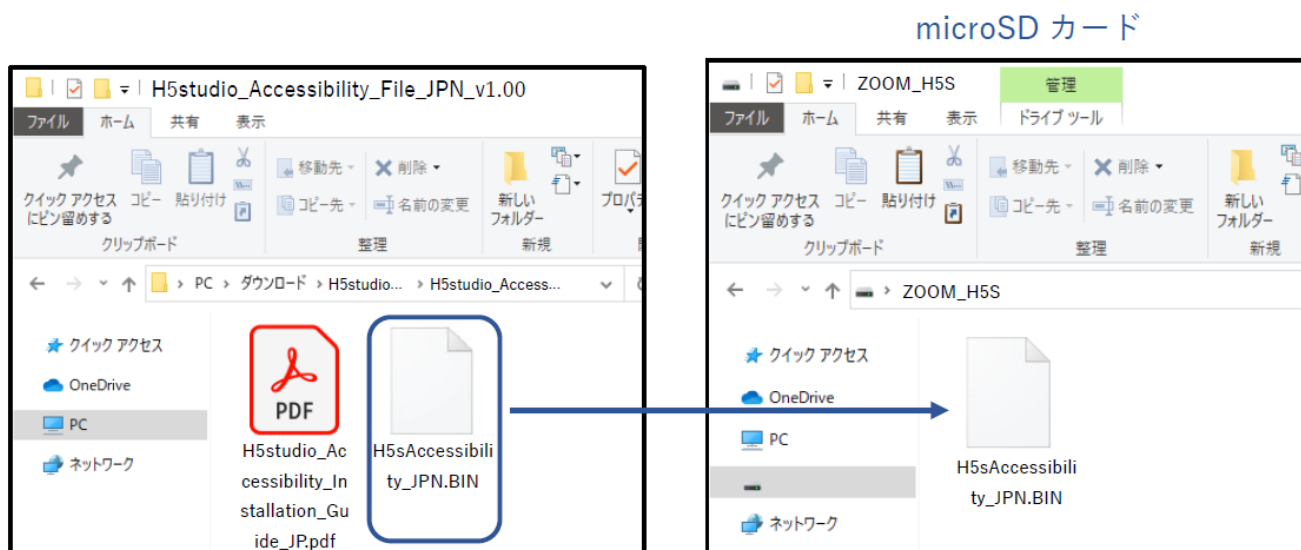 microSD カード
H5studio_Accessibility_File_JPN_v1.00
ファイル ホーム 共有 表示
クイック アクセス
にピン留めする
コピー 貼り付け
移動先 削除
コピー先 名前の変更
新しい
フォルダー
クリップボード 整理 新規
PC ダウンロード H5studio... H5studio_Access...
クイック アクセス
OneDrive
PC
ネットワーク
PDF
H5studio_Ac
cessibility_In
stallation_Gu
ide_JP.pdf
H5sAccessibili
ty_JPN.BIN
ZOOM_H5S 管理
ファイル ホーム 共有 表示 ドライブ ツール
クイック アクセス
にピン留めする
コピー 貼り付け
移動先 削除
コピー先 名前の変更
新しい
フォルダー
クリップボード 整理 新規
ZOOM_H5S
クイック アクセス
OneDrive
PC
ネットワーク
H5sAccessibili
ty_JPN.BIN